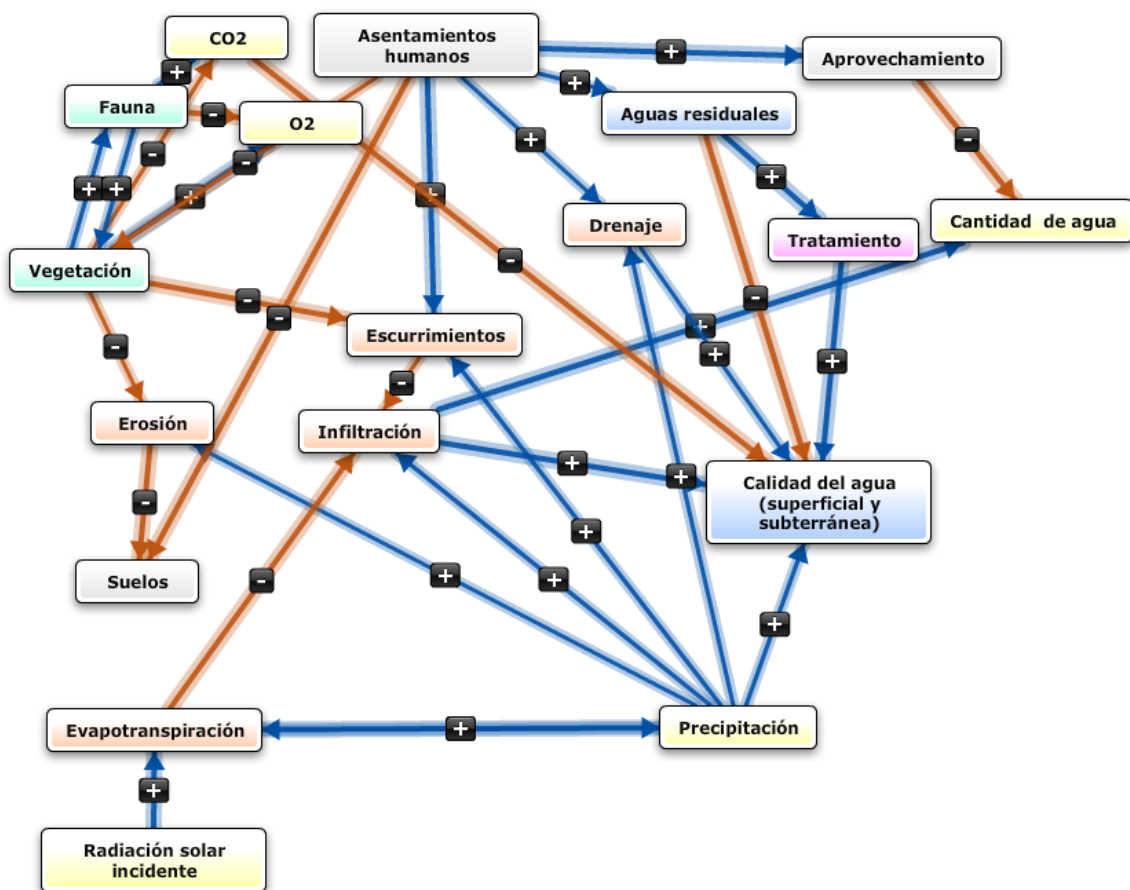 CO2
Asentamientos
humanos
Aprovechamiento
Fauna
O2
Aguas residuales
Drenaje
Tratamiento
Cantidad de agua
Vegetación
Escurrimientos
Erosión
Infiltración
Calidad del agua
(superficial y
subterránea)
Suelos
Evapotranspiración
Precipitación
Radiación solar
incidente